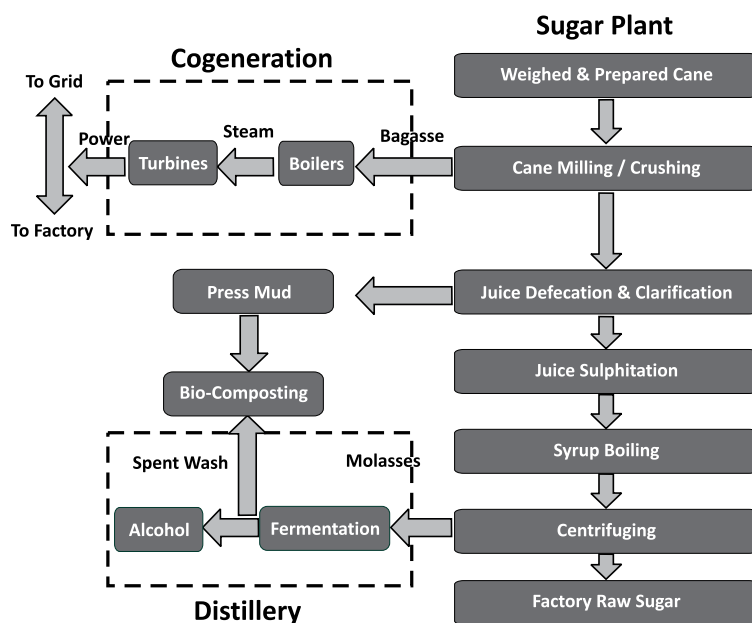 Sugar Plant
Cogeneration
Weighed & Prepared Cane
To Grid
Power
Steam
Bagasse
Turbines
Boilers
Cane Milling / Crushing
To Factory
Press Mud
Juice Defecation & Clarification
Juice Sulphitation
Bio-Composting
Syrup Boiling
Spent Wash
Molasses
Alcohol
Fermentation
Centrifuging
Distillery
Factory Raw Sugar